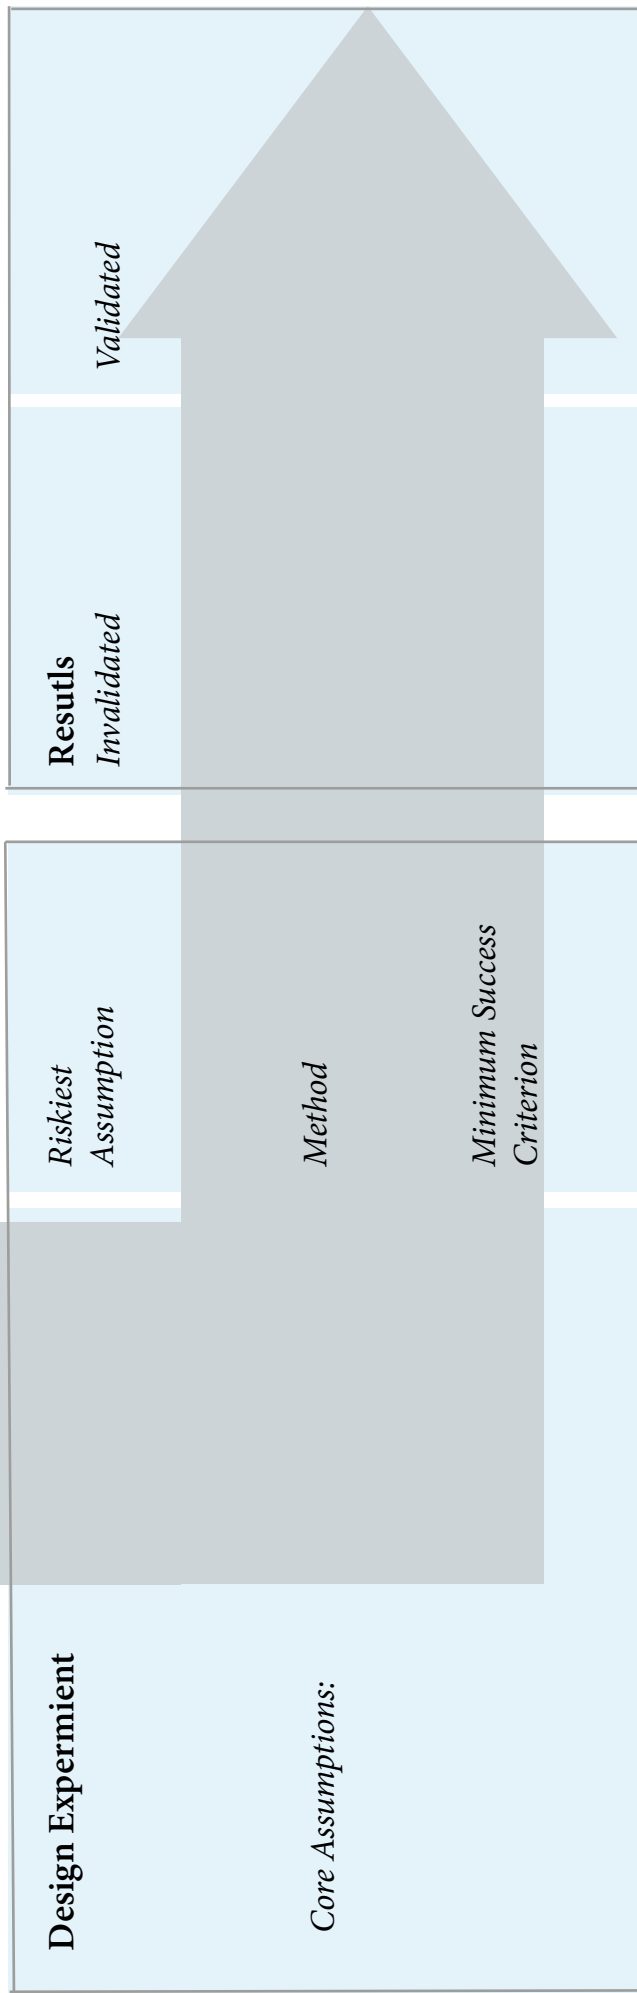 Design Expermient
Core Assumptions:
Riskiest
Assumption
Method
Minimum Success
Criterion
Resutls
Invalidated
Validated